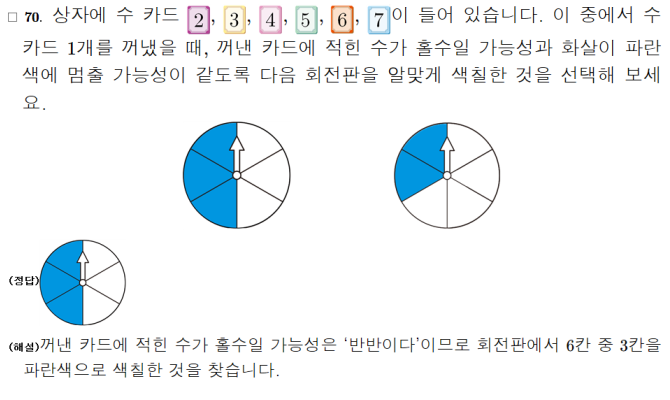 □ 70. 상자에 수 카드 2, 3, 4, 5, 6, 7이 들어 있습니다. 이 중에서 수
카드 1개를 꺼냈을 때, 꺼낸 카드에 적힌 수가 홀수일 가능성과 화살이 파란
색에 멈출 가능성이 같도록 다음 회전판을 알맞게 색칠한 것을 선택해 보세
요.
(정답)
(해설)꺼낸 카드에 적힌 수가 홀수일 가능성은 ‘반반이다’이므로 회전판에서 6칸 중 3칸을
파란색으로 색칠한 것을 찾습니다.